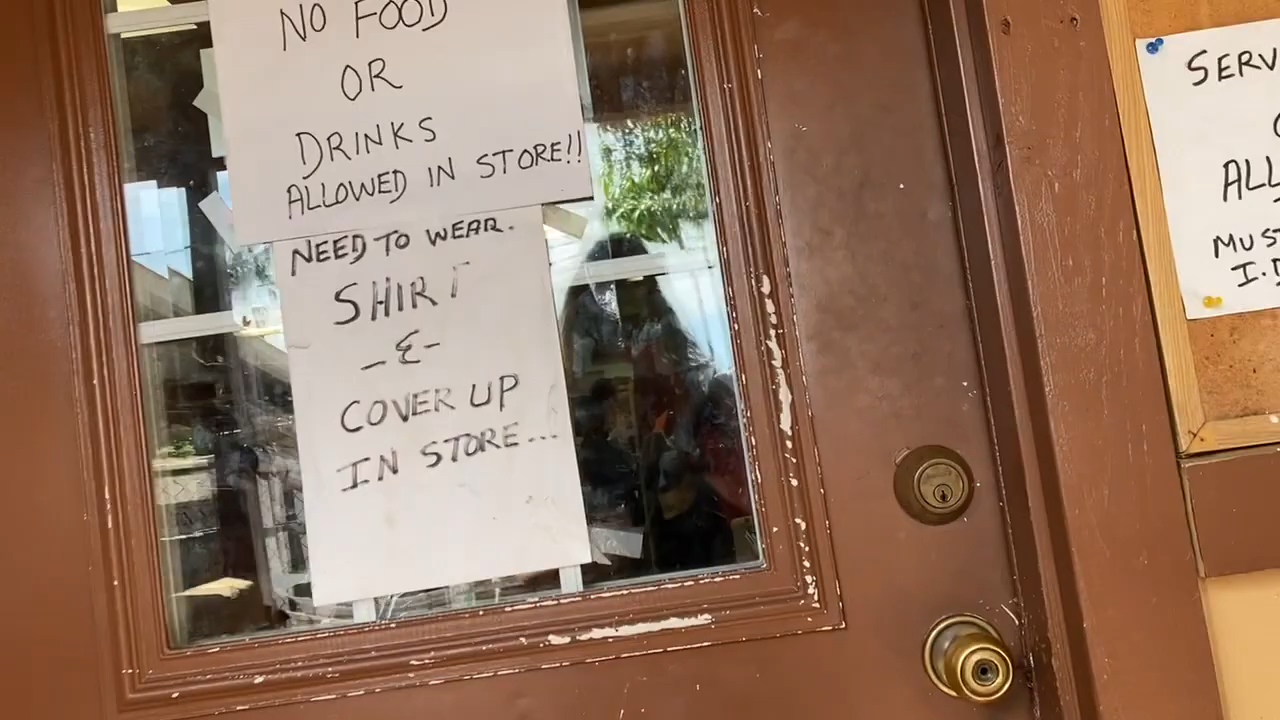 NO FOOD
OR
DRINKS
ALLOWED IN STORE!!
NEED TO WEAR.
SHIRT
-&-
COVER UP
IN STORE...
SERV
ALL
MUST
I.D